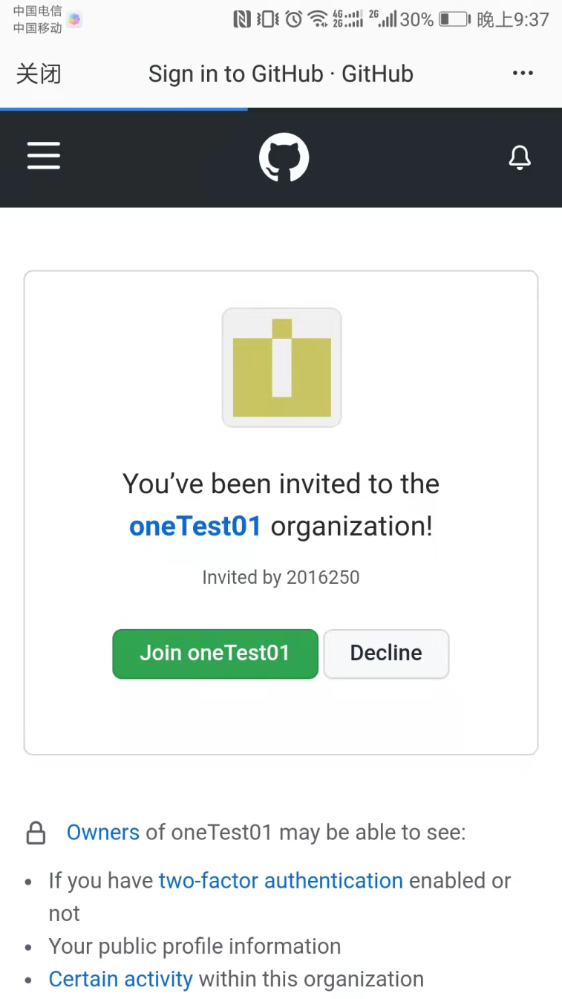 中国电信
中国移动
4G 2G 2G 30% 晚上9:37
关闭 Sign in to GitHub · GitHub ···
You’ve been invited to the
oneTest01 organization!
Invited by 2016250
Join oneTest01 Decline
Owners of oneTest01 may be able to see:
• If you have two-factor authentication enabled or
not
• Your public profile information
• Certain activity within this organization